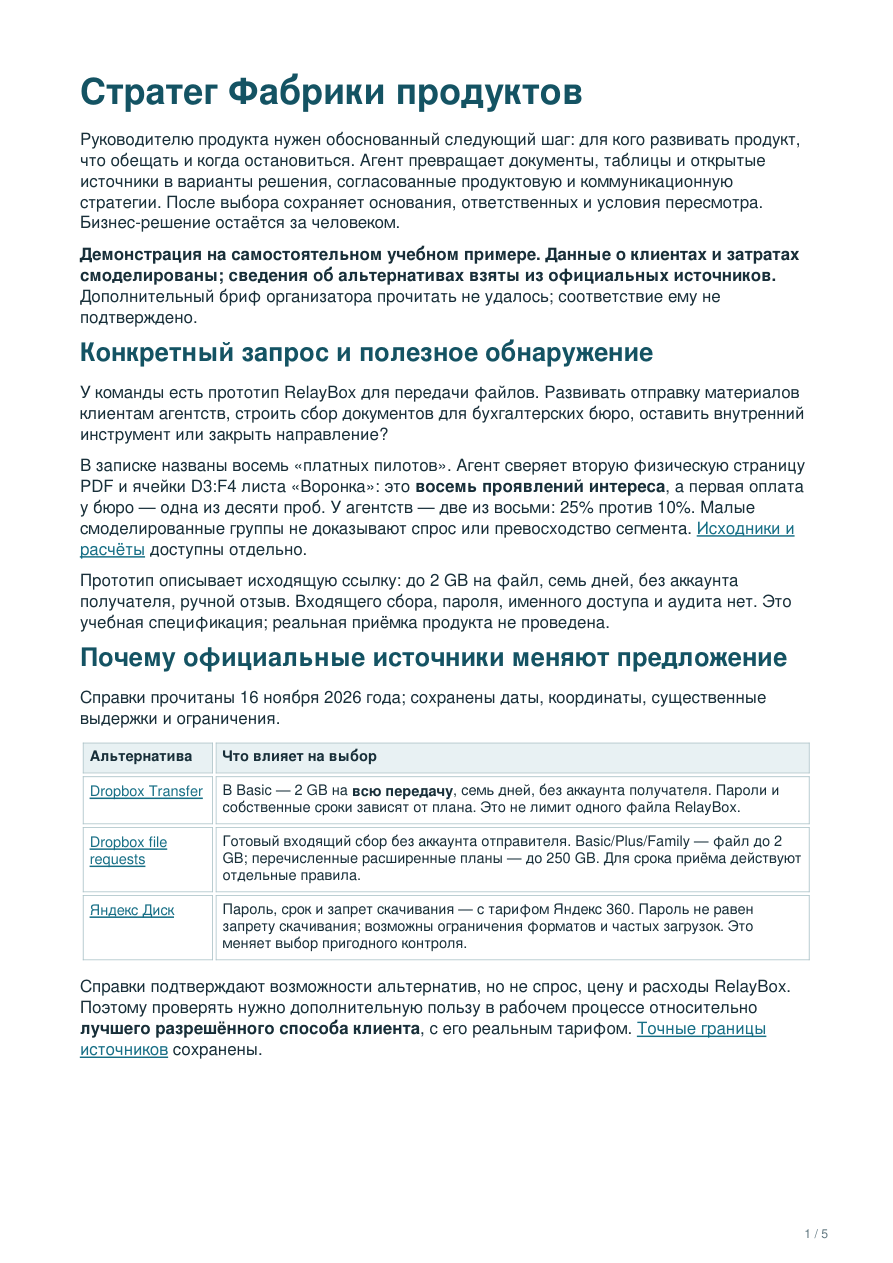 Стратег Фабрики продуктов
Руководителю продукта нужен обоснованный следующий шаг: для кого развивать продукт,
что обещать и когда остановиться. Агент превращает документы, таблицы и открытые
источники в варианты решения, согласованные продуктовую и коммуникационную
стратегии. После выбора сохраняет основания, ответственных и условия пересмотра.
Бизнес-решение остаётся за человеком.
Демонстрация на самостоятельном учебном примере. Данные о клиентах и затратах
смоделированы; сведения об альтернативах взяты из официальных источников.
Дополнительный бриф организатора прочитать не удалось; соответствие ему не
подтверждено.
Конкретный запрос и полезное обнаружение
У команды есть прототип RelayBox для передачи файлов. Развивать отправку материалов
клиентам агентств, строить сбор документов для бухгалтерских бюро, оставить внутренний
инструмент или закрыть направление?
В записке названы восемь «платных пилотов». Агент сверяет вторую физическую страницу
PDF и ячейки D3:F4 листа «Воронка»: это восемь проявлений интереса, а первая оплата
у бюро — одна из десяти проб. У агентств — две из восьми: 25% против 10%. Малые
смоделированные группы не доказывают спрос или превосходство сегмента. Исходники и
расчёты доступны отдельно.
Прототип описывает исходящую ссылку: до 2 GB на файл, семь дней, без аккаунта
получателя, ручной отзыв. Входящего сбора, пароля, именного доступа и аудита нет. Это
учебная спецификация; реальная приёмка продукта не проведена.
Почему официальные источники меняют предложение
Справки прочитаны 16 ноября 2026 года; сохранены даты, координаты, существенные
выдержки и ограничения.
Альтернатива Что влияет на выбор
Dropbox Transfer В Basic — 2 GB на всю передачу, семь дней, без аккаунта получателя. Пароли и
собственные сроки зависят от плана. Это не лимит одного файла RelayBox.
Dropbox file Готовый входящий сбор без аккаунта отправителя. Basic/Plus/Family — файл до 2
requests GB; перечисленные расширенные планы — до 250 GB. Для срока приёма действуют
отдельные правила.
Яндекс Диск Пароль, срок и запрет скачивания — с тарифом Яндекс 360. Пароль не равен
запрету скачивания; возможны ограничения форматов и частых загрузок. Это
меняет выбор пригодного контроля.
Справки подтверждают возможности альтернатив, но не спрос, цену и расходы RelayBox.
Поэтому проверять нужно дополнительную пользу в рабочем процессе относительно
лучшего разрешённого способа клиента, с его реальным тарифом. Точные границы
источников сохранены.
1 / 5